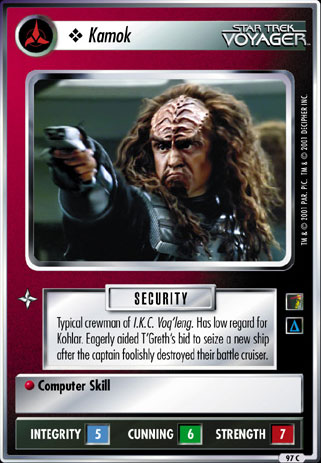 ❖ Kamok
STAR TREK
VOYAGER™
TM & © 2001 PAR. PIC. TM & © 2001 DECIPHER INC.
SECURITY
Typical crewman of I.K.C. Voq'leng. Has low regard for
Kohlar. Eagerly aided T'Greth's bid to seize a new ship
after the captain foolishly destroyed their battle cruiser.
Computer Skill
INTEGRITY 5 CUNNING 6 STRENGTH 7
97 C